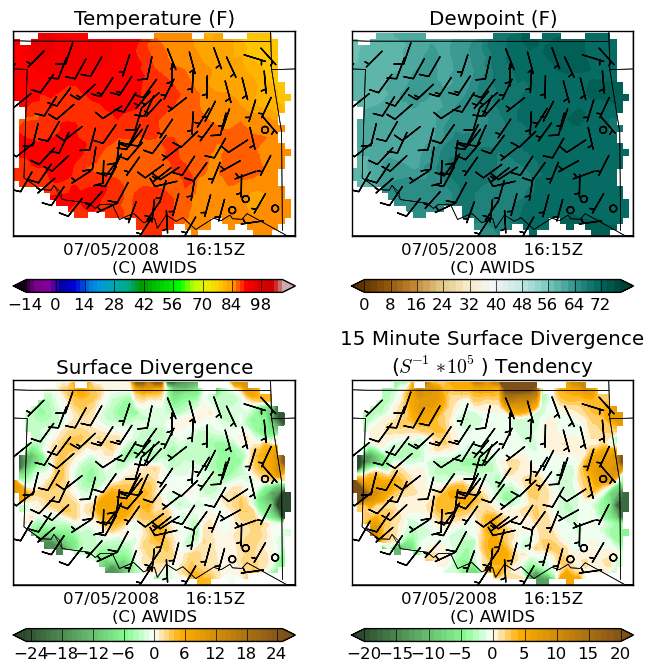 Temperature (F)
Dewpoint (F)
07/05/2008 16:15Z
(C) AWIDS
07/05/2008 16:15Z
(C) AWIDS
−14 0 14 28 42 56 70 84 98
0 8 16 24 32 40 48 56 64 72
Surface Divergence
15 Minute Surface Divergence
(S⁻¹ *10⁵ ) Tendency
07/05/2008 16:15Z
(C) AWIDS
07/05/2008 16:15Z
(C) AWIDS
−24 −18 −12 −6 0 6 12 18 24
−20 −15 −10 −5 0 5 10 15 20